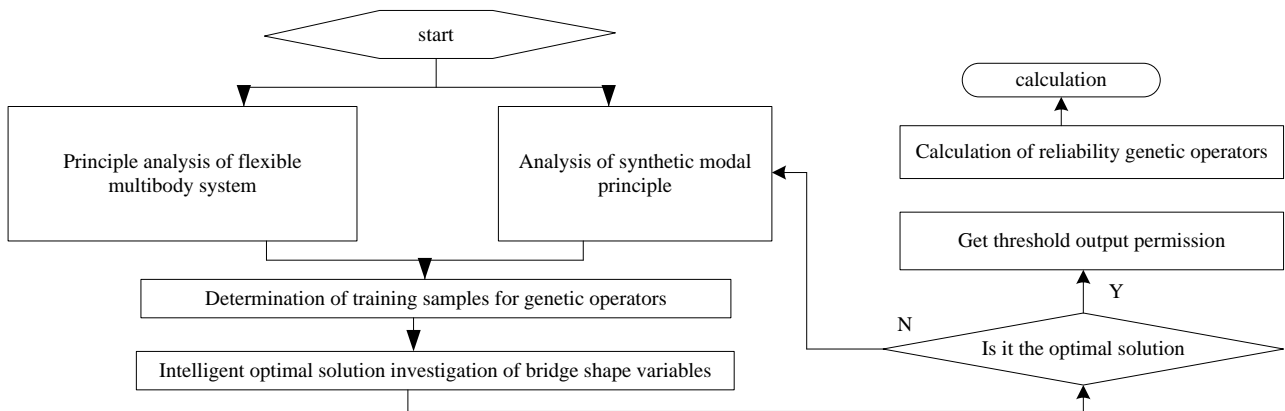 start
Principle analysis of flexible
multibody system
Analysis of synthetic modal
principle
Determination of training samples for genetic operators
Intelligent optimal solution investigation of bridge shape variables
calculation
Calculation of reliability genetic operators
Get threshold output permission
Y
N
Is it the optimal solution